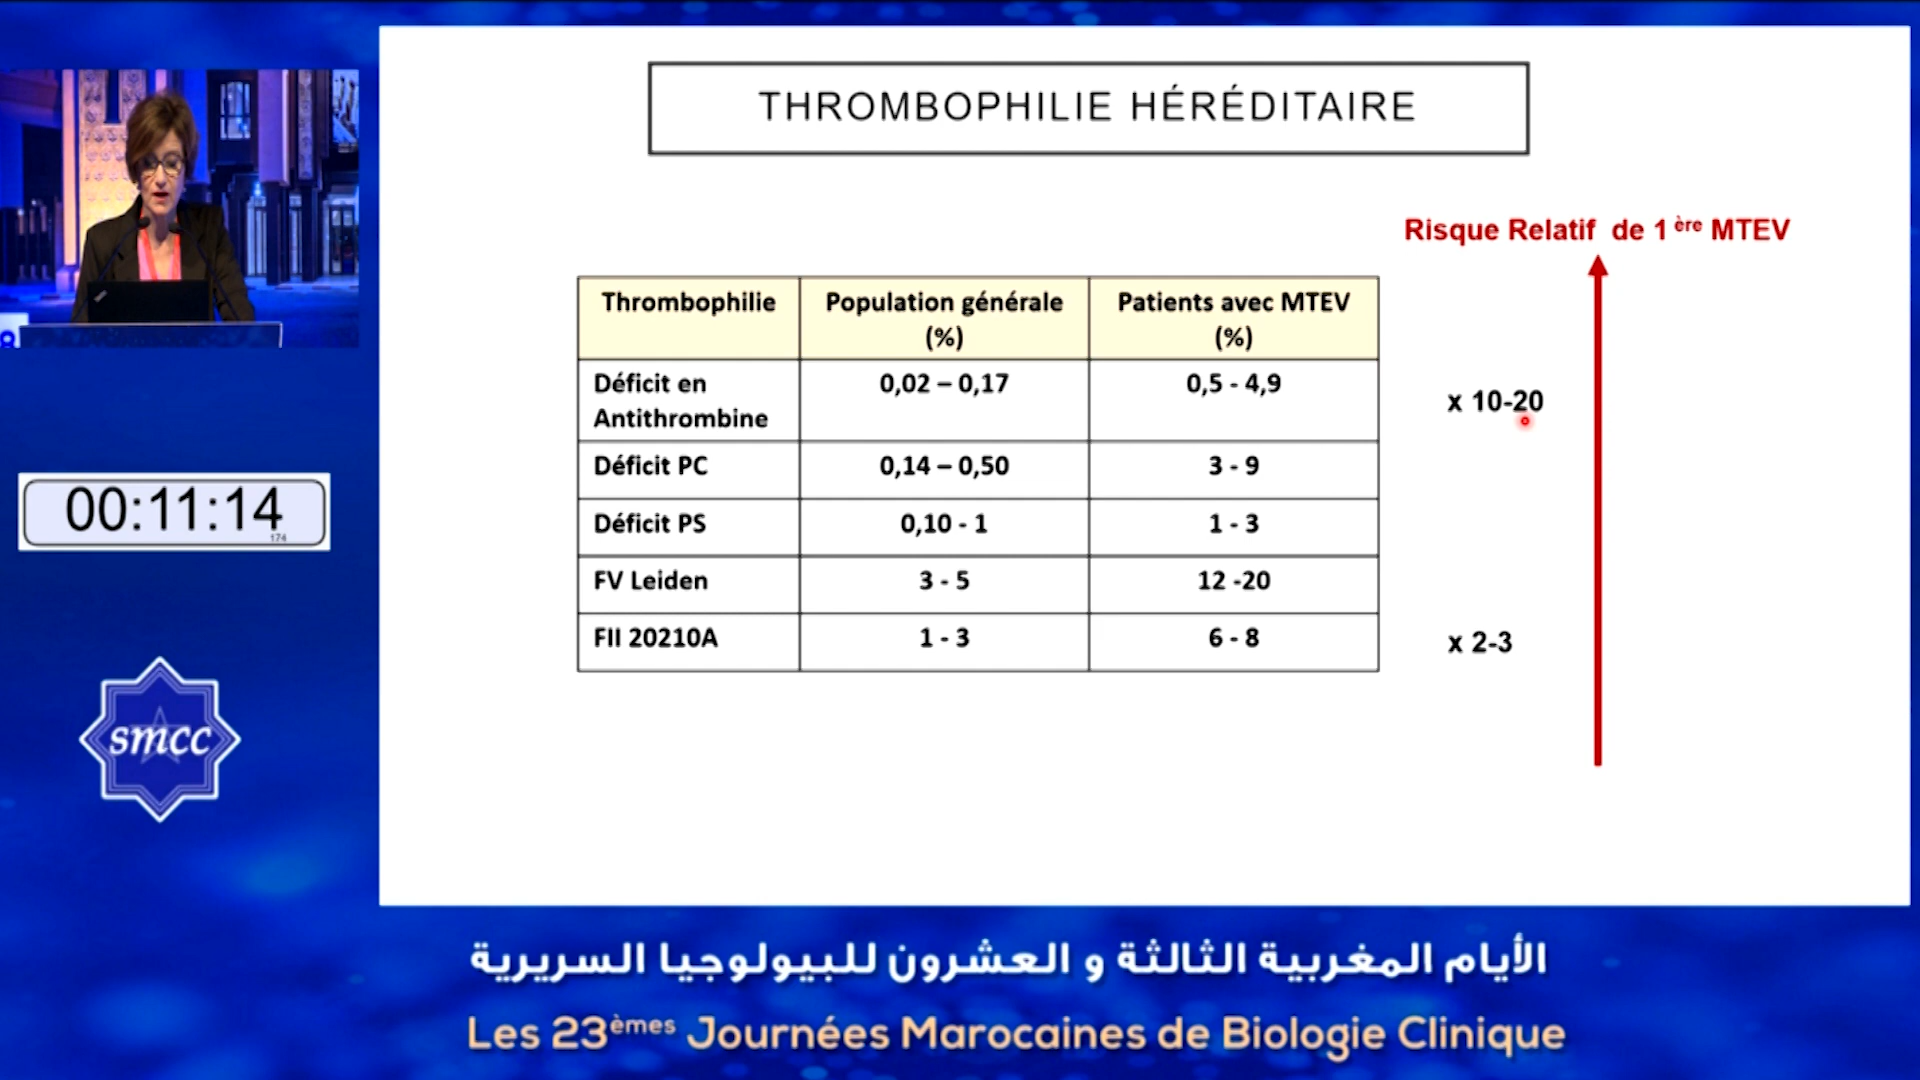 THROMBOPHILIE HÉRÉDITAIRE
Risque Relatif de 1 ère MTEV
Thrombophilie
Population générale
(%)
Patients avec MTEV
(%)
Déficit en
Antithrombine
0,02 – 0,17
0,5 - 4,9
x 10-20
Déficit PC
0,14 – 0,50
3 - 9
Déficit PS
0,10 - 1
1 - 3
FV Leiden
3 - 5
12 -20
FII 20210A
1 - 3
6 - 8
x 2-3
00:11:14
174
smcc
الأيام المغربية الثالثة و العشرون للبيولوجيا السريرية
Les 23èmes Journées Marocaines de Biologie Clinique